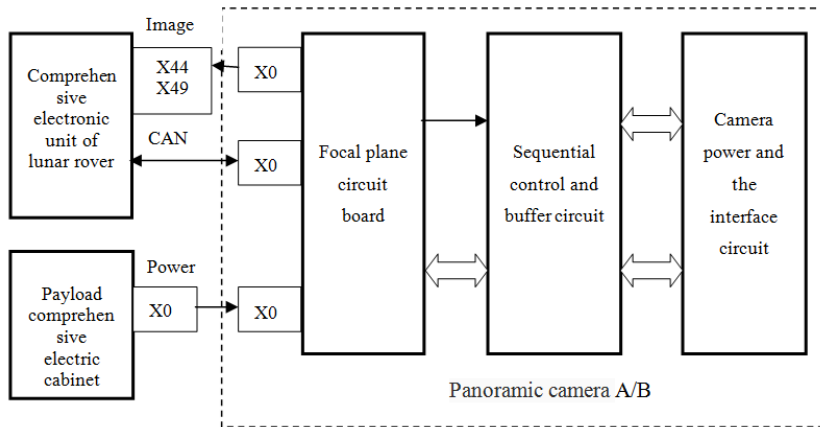 Image
X44
X49
Comprehen
sive
electronic
unit of
lunar rover
CAN
X0
X0
Focal plane
circuit
board
Sequential
control and
buffer circuit
Camera
power and
the
interface
circuit
Power
Payload
comprehen
sive
electric
cabinet
X0
X0
Panoramic camera A/B